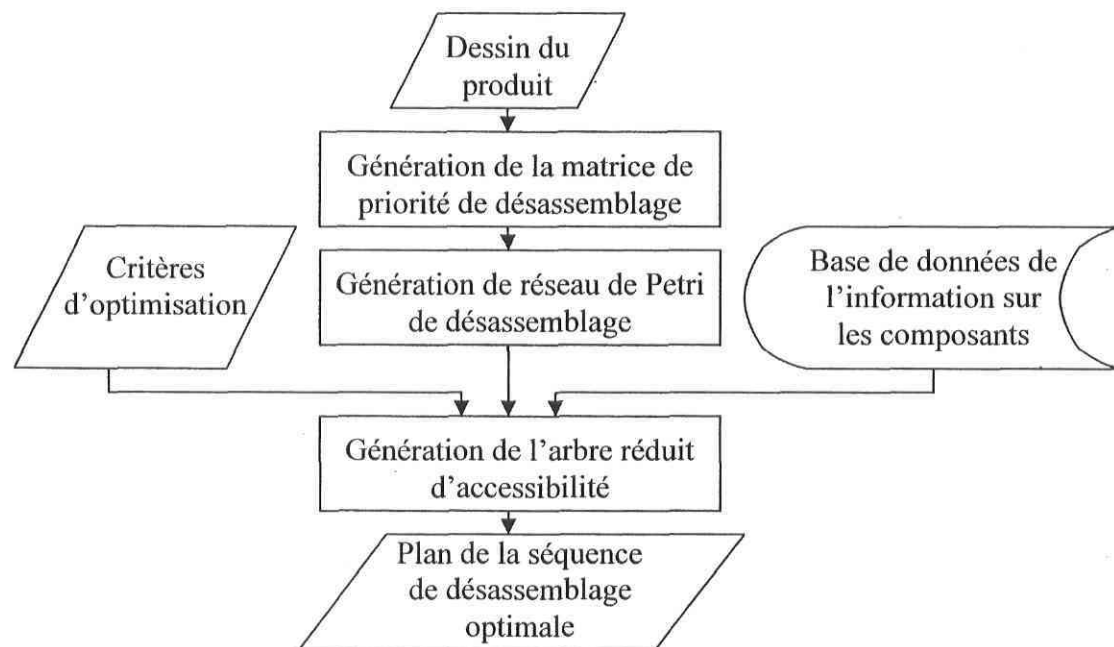 Dessin du
produit
Génération de la matrice de
priorité de désassemblage
Critères
d'optimisation
Génération de réseau de Petri
de désassemblage
Base de données de
l'information sur
les composants
Génération de l'arbre réduit
d'accessibilité
Plan de la séquence
de désassemblage
optimale